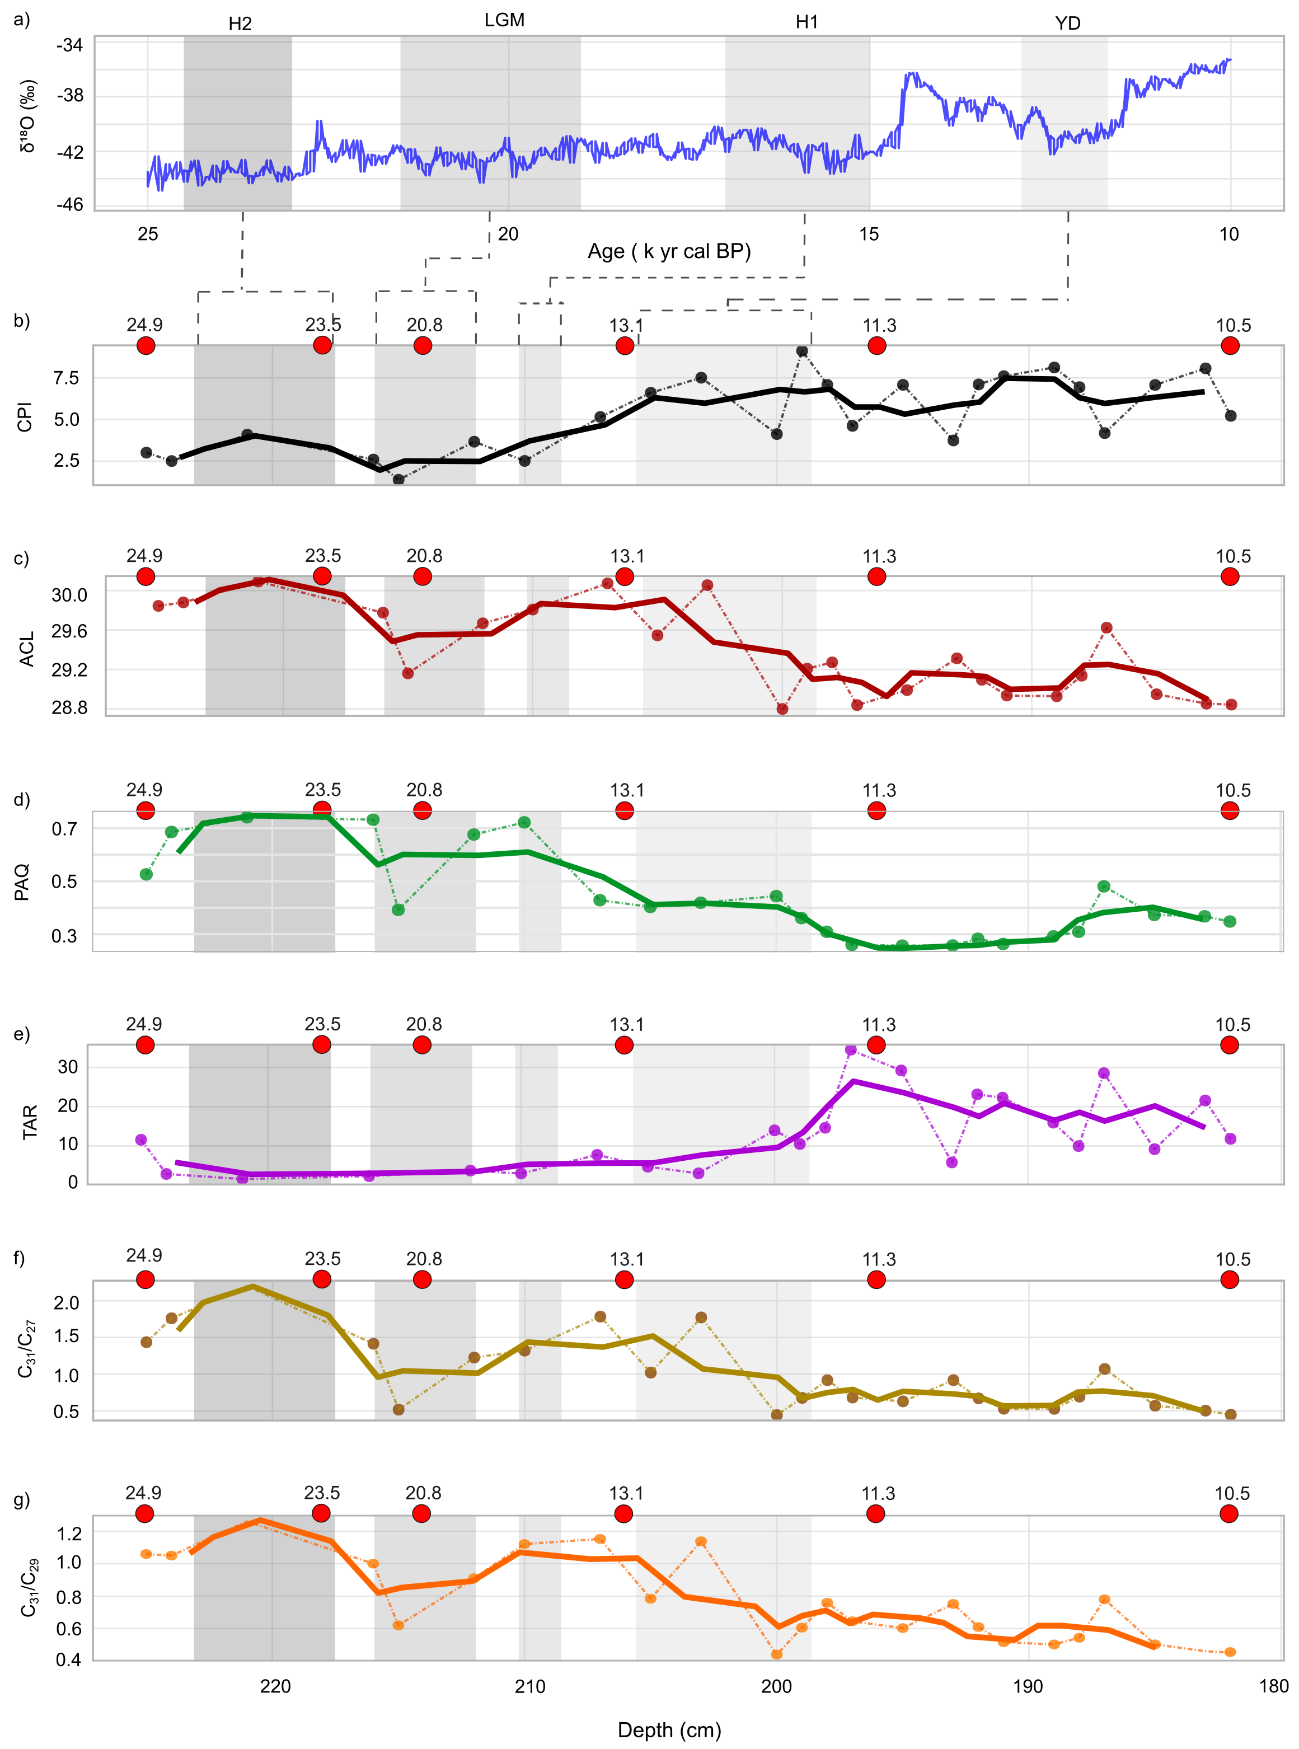 a)
H2 LGM H1 YD
-34
-38
-42
-46
δ¹⁸O (‰)
25 20 15 10
Age ( k yr cal BP)
b)
24.9 23.5 20.8 13.1 11.3 10.5
7.5
5.0
2.5
CPI
c)
24.9 23.5 20.8 13.1 11.3 10.5
30.0
29.6
29.2
28.8
ACL
d)
24.9 23.5 20.8 13.1 11.3 10.5
0.7
0.5
0.3
PAQ
e)
24.9 23.5 20.8 13.1 11.3 10.5
30
20
10
0
TAR
f)
24.9 23.5 20.8 13.1 11.3 10.5
2.0
1.5
1.0
0.5
C₃₁/C₂₇
g)
24.9 23.5 20.8 13.1 11.3 10.5
1.2
1.0
0.8
0.6
0.4
C₃₁/C₂₉
220 210 200 190 180
Depth (cm)